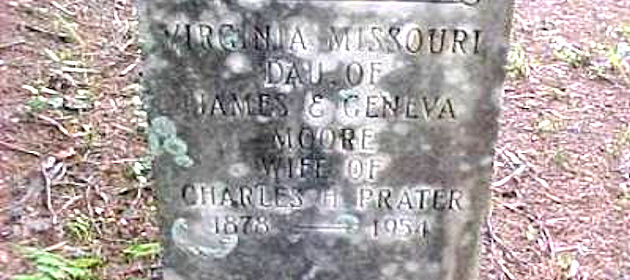 VIRGINIA MISSOURI
DAU. OF
JAMES & GENEVA
MOORE
WIFE OF
CHARLES H PRATER
1878 — 1954